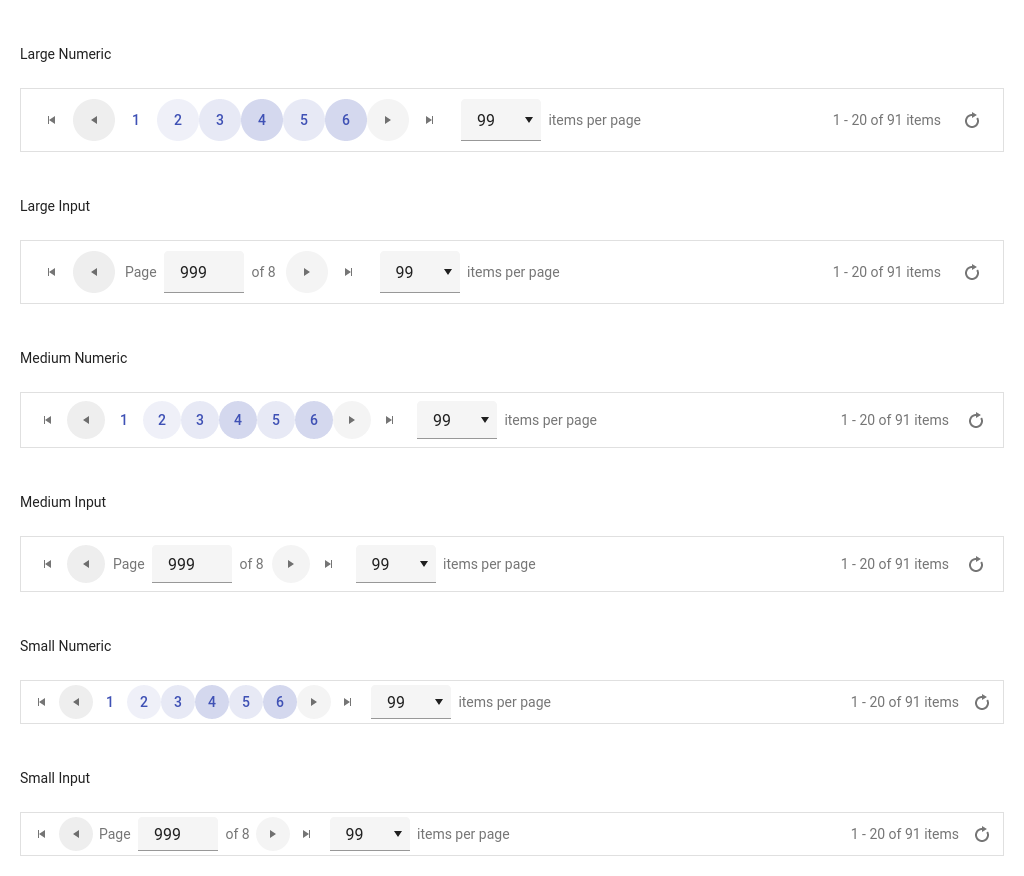 Large Numeric
1 2 3 4 5 6 99 items per page 1 - 20 of 91 items
Large Input
Page 999 of 8 99 items per page 1 - 20 of 91 items
Medium Numeric
1 2 3 4 5 6 99 items per page 1 - 20 of 91 items
Medium Input
Page 999 of 8 99 items per page 1 - 20 of 91 items
Small Numeric
1 2 3 4 5 6 99 items per page 1 - 20 of 91 items
Small Input
Page 999 of 8 99 items per page 1 - 20 of 91 items